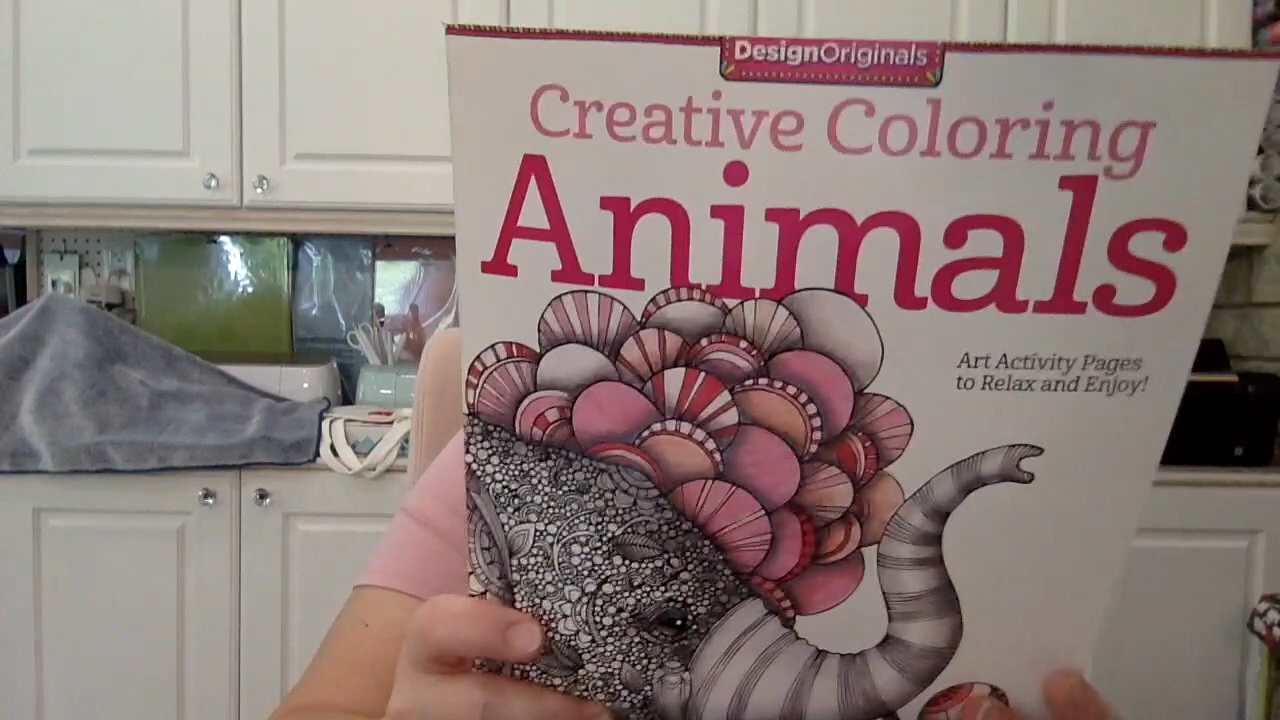 DesignOriginals
Creative Coloring
Animals
Art Activity Pages
to Relax and Enjoy!